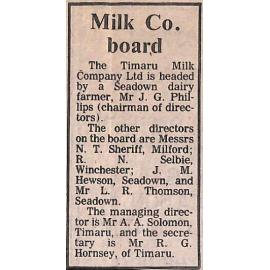 Milk Co.
board
The Timaru Milk
Company Ltd is headed
by a Seadown dairy
farmer, Mr J. G. Phil-
lips (chairman of direc-
tors).
The other directors
on the board are Messrs
N. T. Sheriff, Milford;
R. N. Selbie,
Winchester; J. M.
Hewson, Seadown, and
Mr L. R. Thomson,
Seadown.
The managing direc-
tor is Mr A. A. Solomon,
Timaru, and the secre-
tary is Mr R. G.
Hornsey, of Timaru.